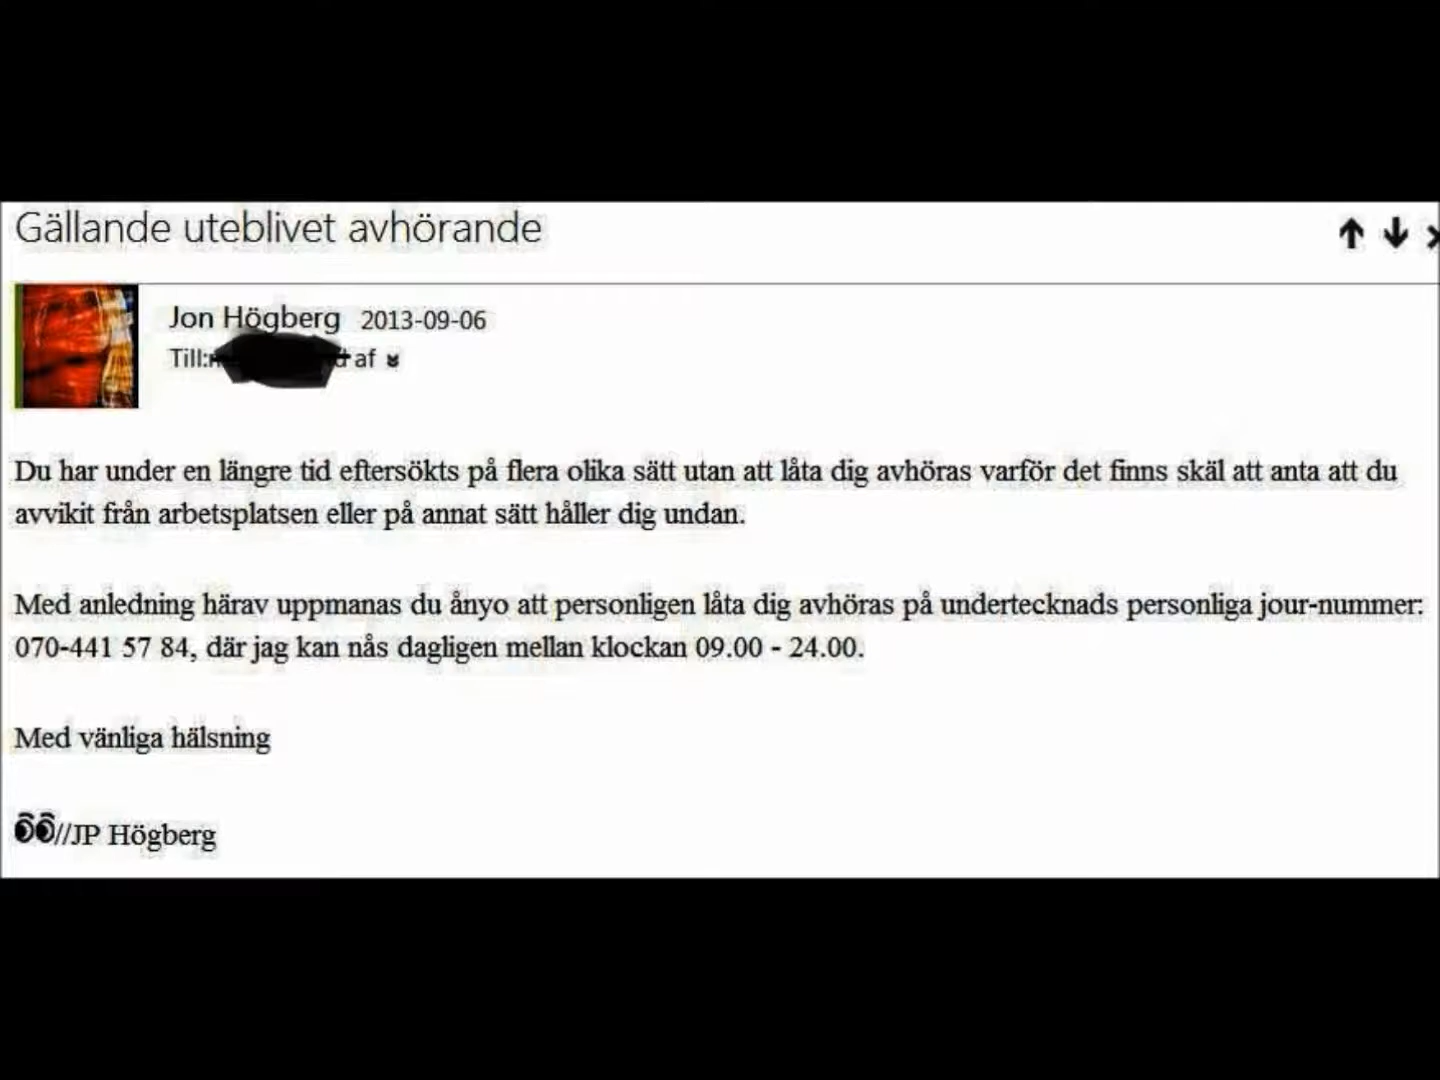 Gällande uteblivet avhörande
Jon Högberg 2013-09-06
Till: af
Du har under en längre tid eftersökts på flera olika sätt utan att låta dig avhöras varför det finns skäl att anta att du
avvikit från arbetsplatsen eller på annat sätt håller dig undan.
Med anledning härav uppmanas du ånyo att personligen låta dig avhöras på undertecknads personliga jour-nummer:
070-441 57 84, där jag kan nås dagligen mellan klockan 09.00 - 24.00.
Med vänliga hälsning
//JP Högberg